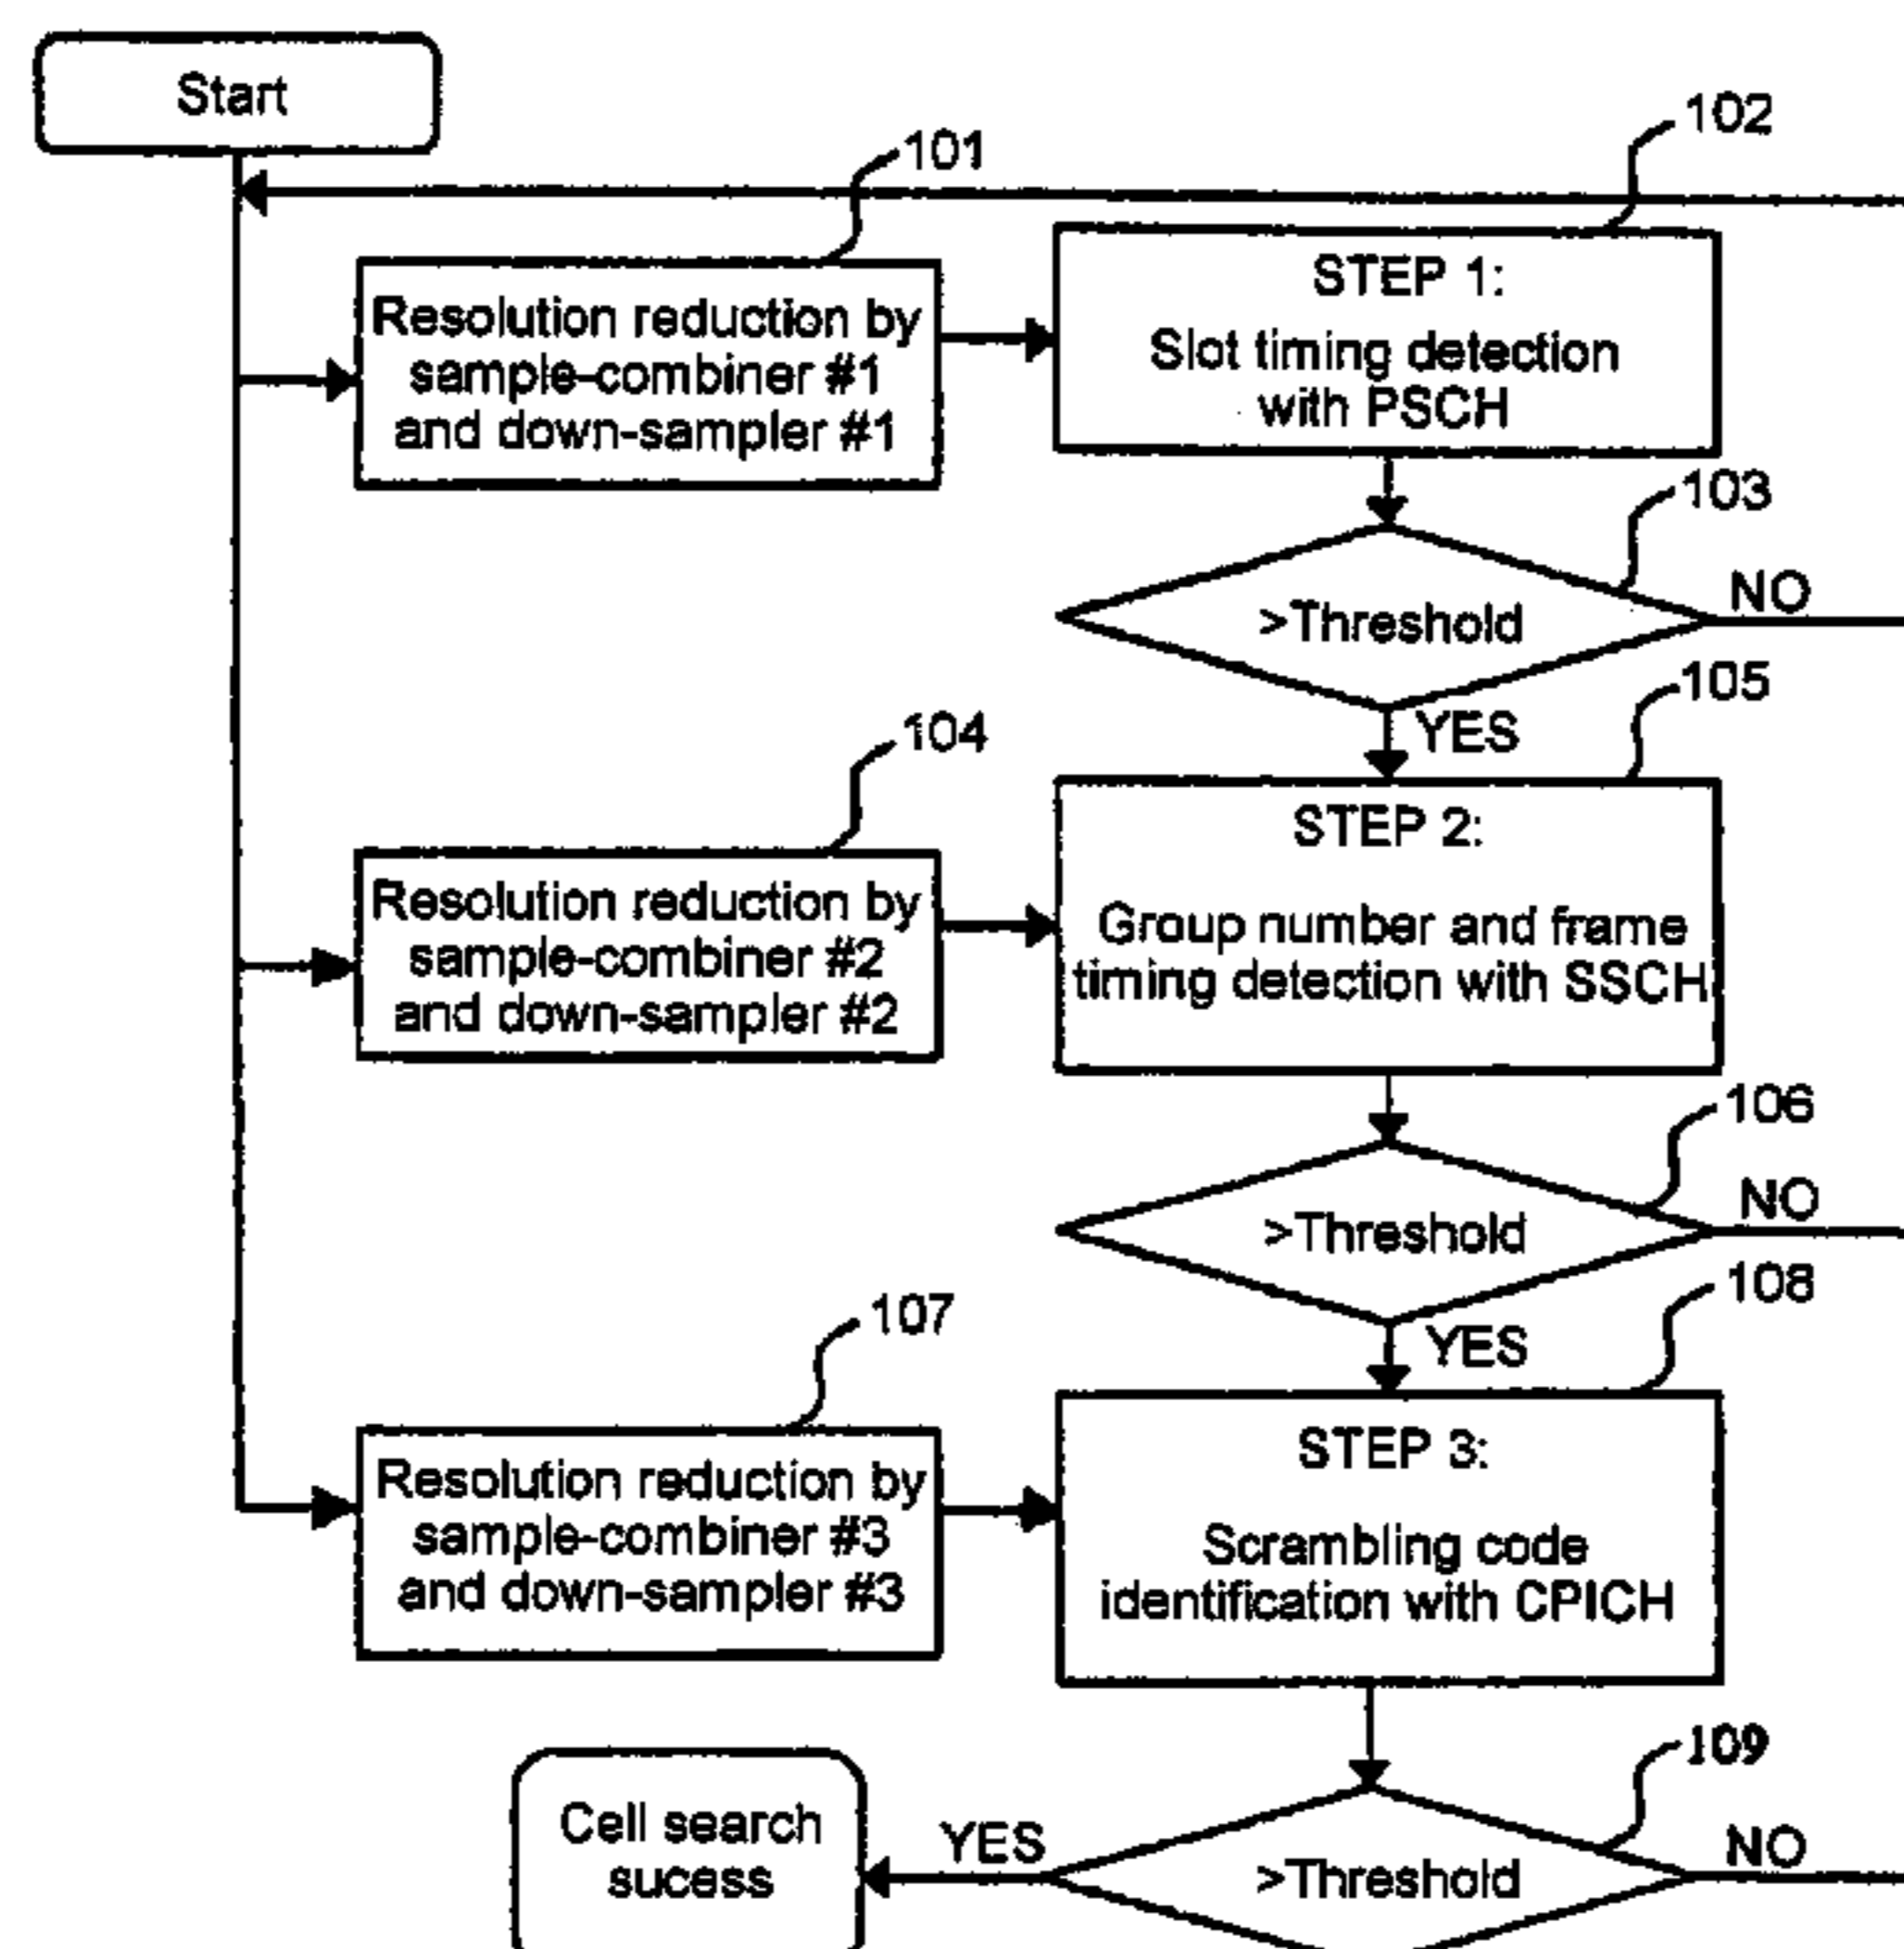 Start
101
102
Resolution reduction by
sample-combiner #1
and down-sampler #1
STEP 1:
Slot timing detection
with PSCH
103
>Threshold
NO
YES
104
105
Resolution reduction by
sample-combiner #2
and down-sampler #2
STEP 2:
Group number and frame
timing detection with SSCH
106
>Threshold
NO
YES
107
108
Resolution reduction by
sample-combiner #3
and down-sampler #3
STEP 3:
Scrambling code
identification with CPICH
109
>Threshold
NO
YES
Cell search
sucess